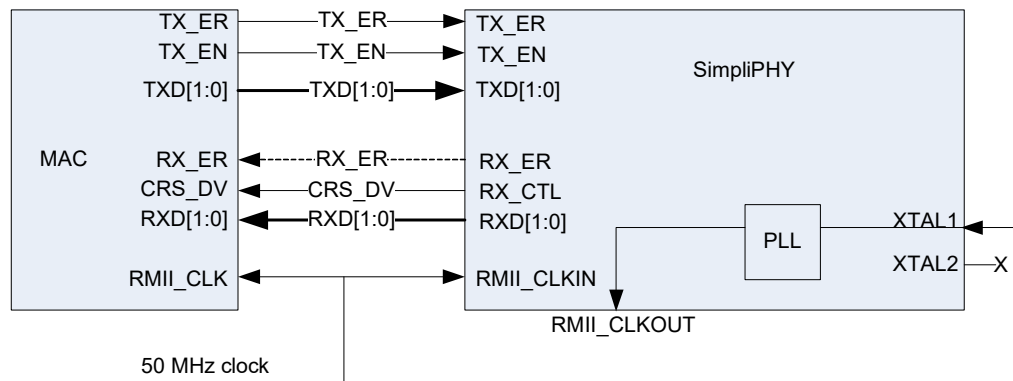 TX_ER TX_ER TX_ER
TX_EN TX_EN TX_EN
SimpliPHY
TXD[1:0] TXD[1:0] TXD[1:0]
MAC RX_ER RX_ER RX_ER
CRS_DV CRS_DV RX_CTL
RXD[1:0] RXD[1:0] RXD[1:0]
PLL XTAL1
XTAL2 X
RMII_CLK RMII_CLKIN
RMII_CLKOUT
50 MHz clock